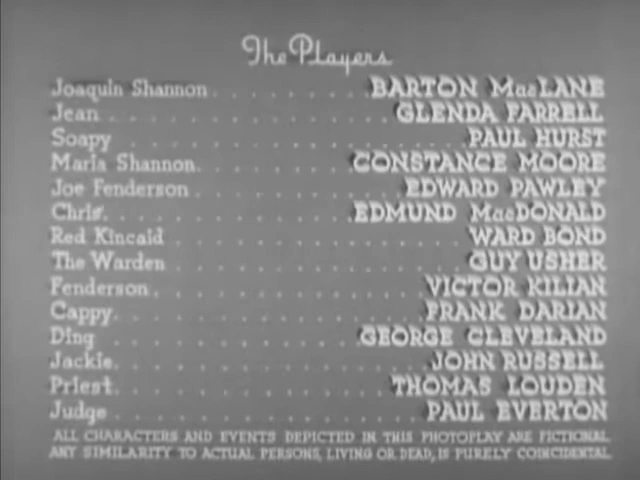 The Players
Joaquin Shannon . . . . . . . . BARTON MacLANE
Jean . . . . . . . . . . . . . . GLENDA FARRELL
Soapy . . . . . . . . . . . . . . . . PAUL HURST
Maria Shannon . . . . . . . . CONSTANCE MOORE
Joe Fenderson . . . . . . . . . . EDWARD PAWLEY
Chris . . . . . . . . . . . . EDMUND MacDONALD
Red Kincaid . . . . . . . . . . . . . . WARD BOND
The Warden . . . . . . . . . . . . . . GUY USHER
Fenderson . . . . . . . . . . . . . VICTOR KILIAN
Cappy . . . . . . . . . . . . . . . FRANK DARIAN
Ding . . . . . . . . . . . . . GEORGE CLEVELAND
Jackie . . . . . . . . . . . . . . . JOHN RUSSELL
Priest . . . . . . . . . . . . . . THOMAS LOUDEN
Judge . . . . . . . . . . . . . . . PAUL EVERTON
ALL CHARACTERS AND EVENTS DEPICTED IN THIS PHOTOPLAY ARE FICTIONAL.
ANY SIMILARITY TO ACTUAL PERSONS, LIVING OR DEAD, IS PURELY COINCIDENTAL.